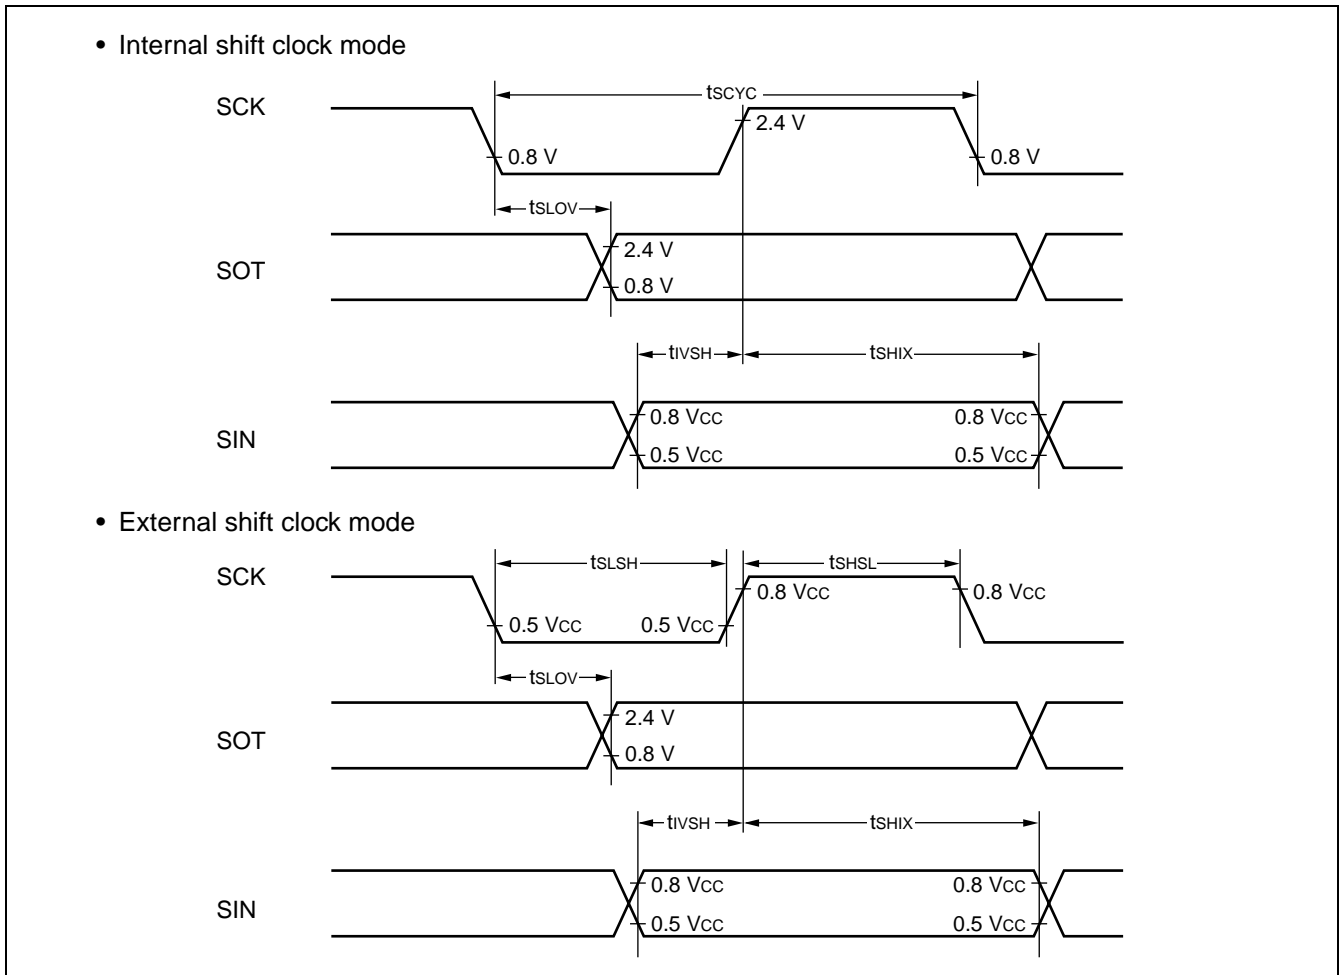 • Internal shift clock mode
tSCYC
SCK
2.4 V
0.8 V
0.8 V
tSLOV
SOT
2.4 V
0.8 V
tIVSH
tSHIX
SIN
0.8 VCC
0.8 VCC
0.5 VCC
0.5 VCC
• External shift clock mode
tSLSH
tSHSL
SCK
0.8 VCC
0.8 VCC
0.5 VCC
0.5 VCC
tSLOV
SOT
2.4 V
0.8 V
tIVSH
tSHIX
SIN
0.8 VCC
0.8 VCC
0.5 VCC
0.5 VCC